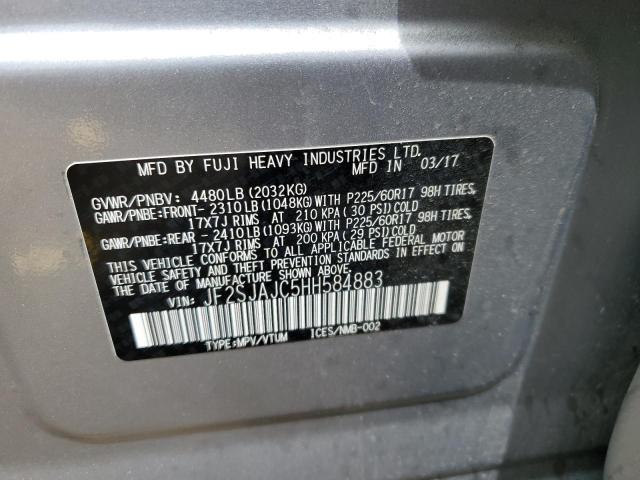 MFD BY FUJI HEAVY INDUSTRIES LTD.
MFD IN 03/17
GVWR/PNBV: 4480LB(2032KG)
GAWR/PNBE:FRONT-2310LB(1048KG)WITH P225/60R17 98H TIRES,
17X7J RIMS AT 210 KPA(30 PSI)COLD
GAWR/PNBE:REAR -2410LB(1093KG)WITH P225/60R17 98H TIRES,
17X7J RIMS AT 200 KPA(29 PSI)COLD
THIS VEHICLE CONFORMS TO ALL APPLICABLE FEDERAL MOTOR
VEHICLE SAFETY AND THEFT PREVENTION STANDARDS IN EFFECT ON
THE DATE OF MANUFACTURE SHOWN ABOVE.
VIN: JF2SJAJC5HH584883
TYPE:MPV/VTUM ICES/NMB-002